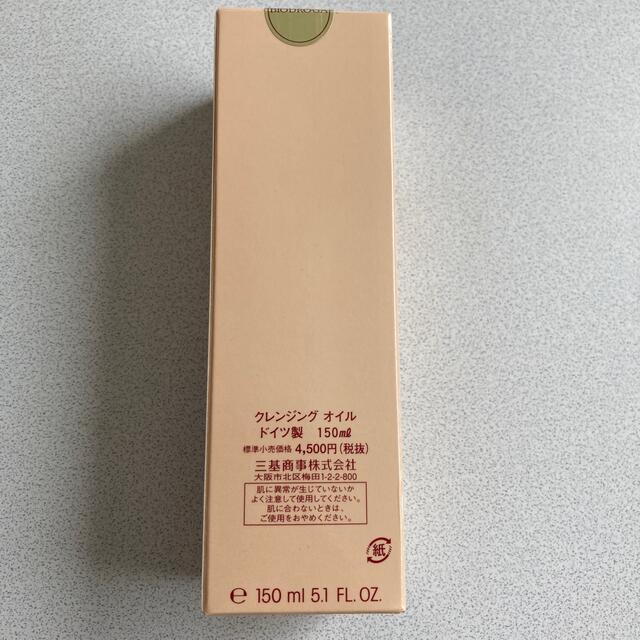 BIODROGA
クレンジング オイル
ドイツ製 150㎖
標準小売価格 4,500円(税抜)
三基商事株式会社
大阪市北区梅田1-2-2-800
肌に異常が生じていないか
よく注意して使用してください。
肌に合わないときは、
ご使用をおやめください。
紙
℮ 150 ml 5.1 FL. OZ.